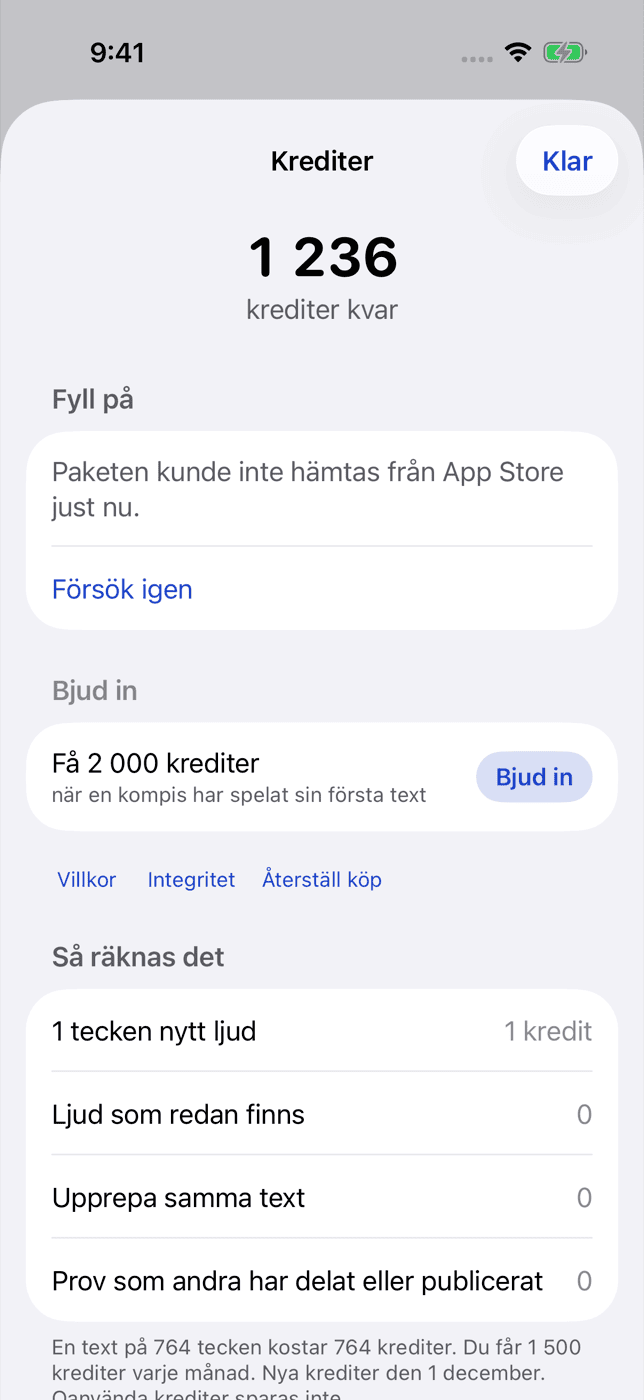 9:41
Krediter
Klar
1 236
krediter kvar
Fyll på
Paketen kunde inte hämtas från App Store
just nu.
Försök igen
Bjud in
Få 2 000 krediter
när en kompis har spelat sin första text
Bjud in
Villkor Integritet Återställ köp
Så räknas det
1 tecken nytt ljud 1 kredit
Ljud som redan finns 0
Upprepa samma text 0
Prov som andra har delat eller publicerat 0
En text på 764 tecken kostar 764 krediter. Du får 1 500
krediter varje månad. Nya krediter den 1 december.
Oanvända krediter sparas inte